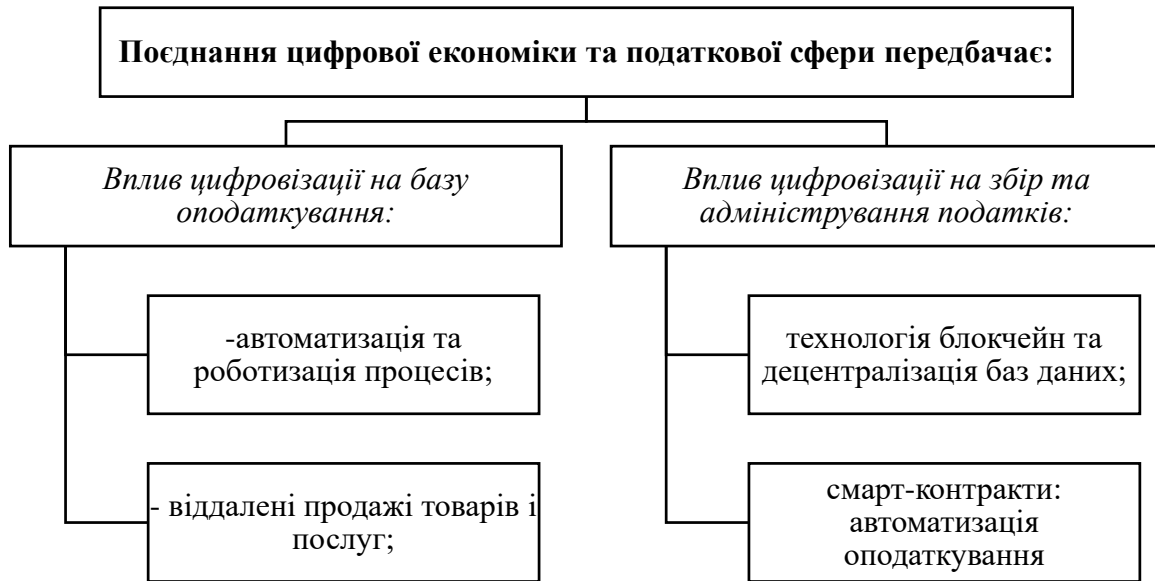 Поєднання цифрової економіки та податкової сфери передбачає:
Вплив цифровізації на базу
оподаткування:
-автоматизація та
роботизація процесів;
- віддалені продажі товарів і
послуг;
Вплив цифровізації на збір та
адміністрування податків:
технологія блокчейн та
децентралізація баз даних;
смарт-контракти:
автоматизація
оподаткування